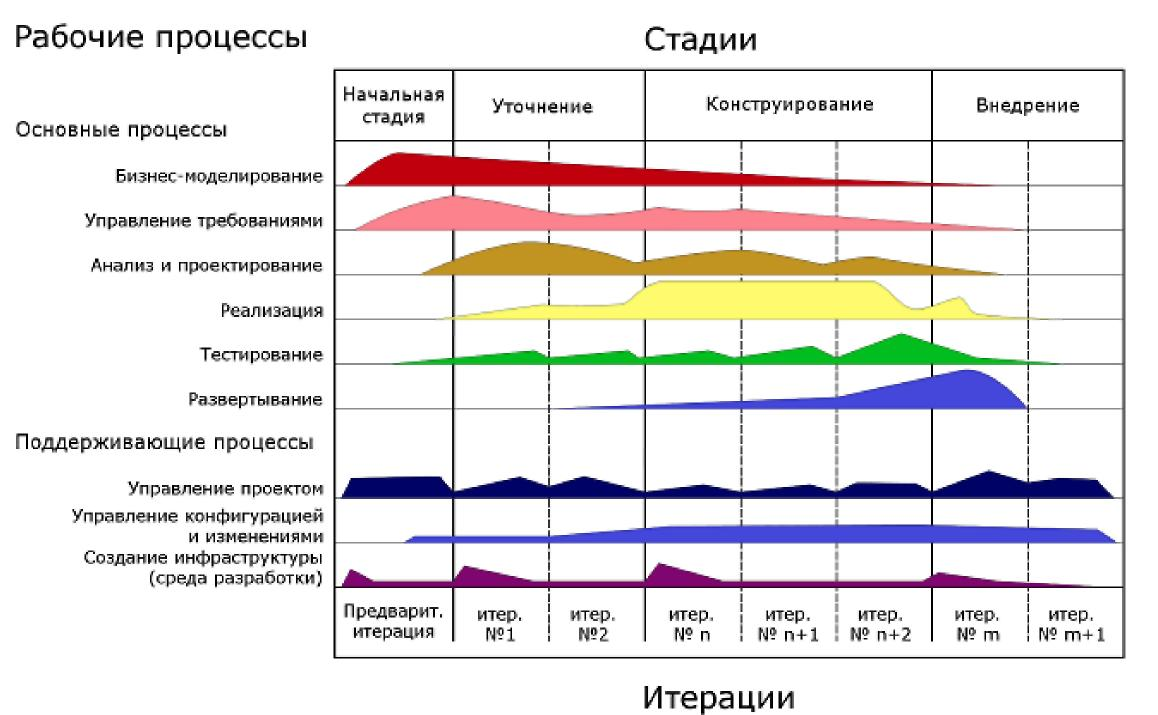 Рабочие процессы
Стадии
Начальная
стадия
Уточнение
Конструирование
Внедрение
Основные процессы
Бизнес-моделирование
Управление требованиями
Анализ и проектирование
Реализация
Тестирование
Развертывание
Поддерживающие процессы
Управление проектом
Управление конфигурацией
и изменениями
Создание инфраструктуры
(среда разработки)
Предварит.
итерация
итер.
№1
итер.
№2
итер.
№ n
итер.
№ n+1
итер.
№ n+2
итер.
№ m
итер.
№ m+1
Итерации